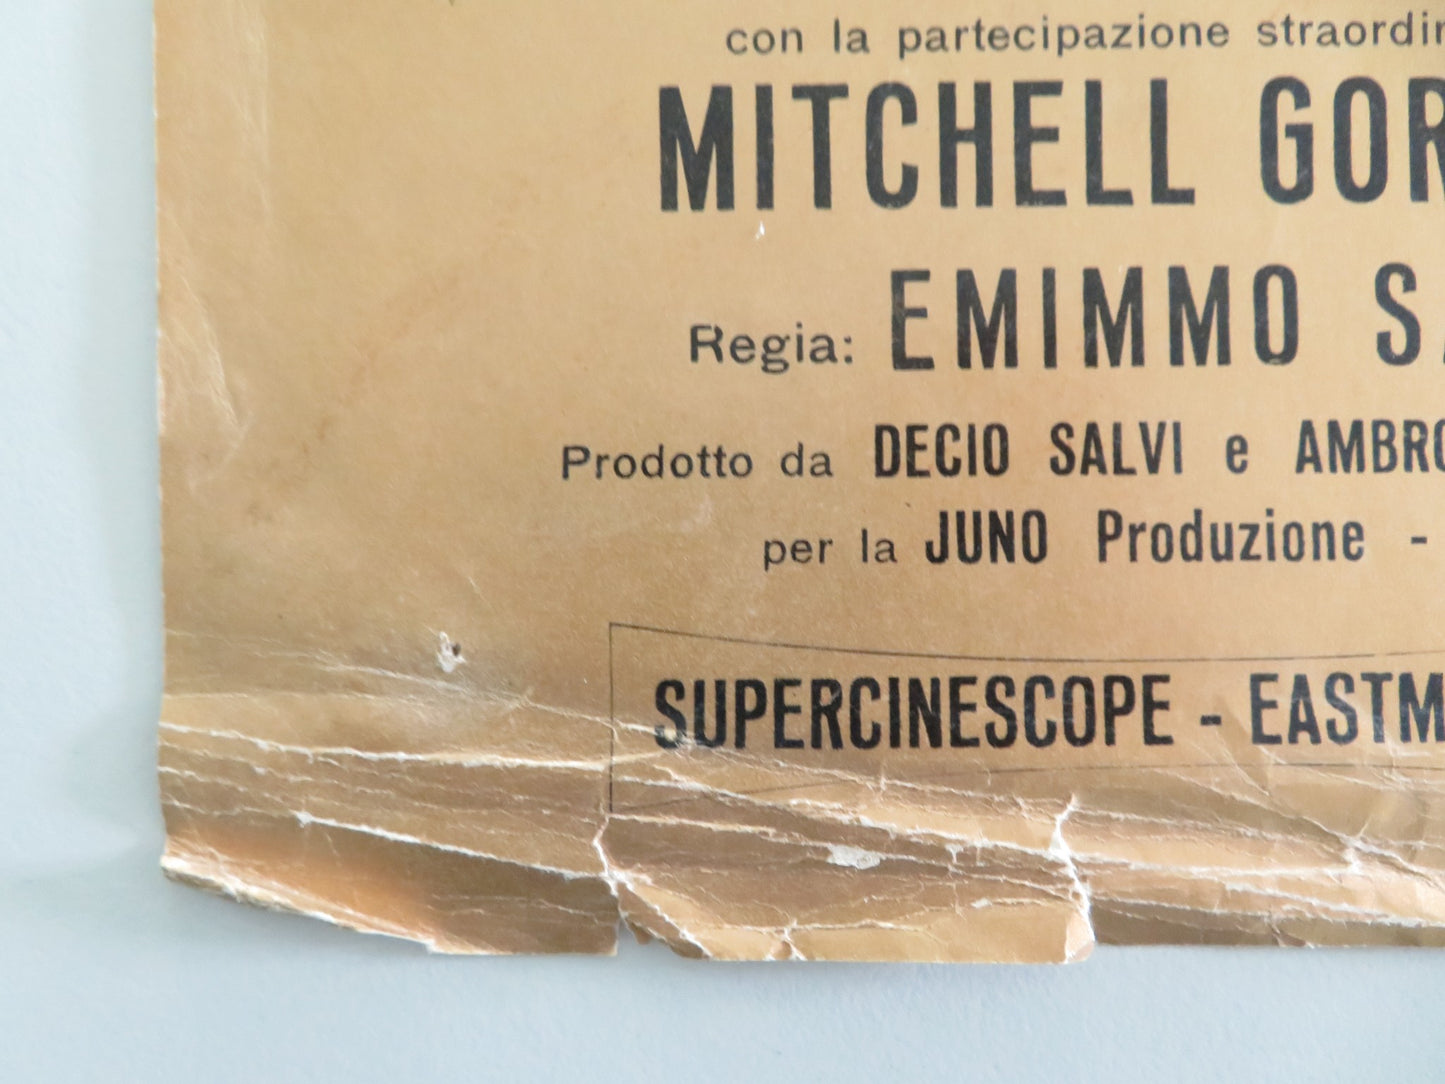 con la partecipazione straordin
MITCHELL GOR
Regia: EMIMMO SA
Prodotto da DECIO SALVI e AMBRO
per la JUNO Produzione -
SUPERCINESCOPE - EASTM